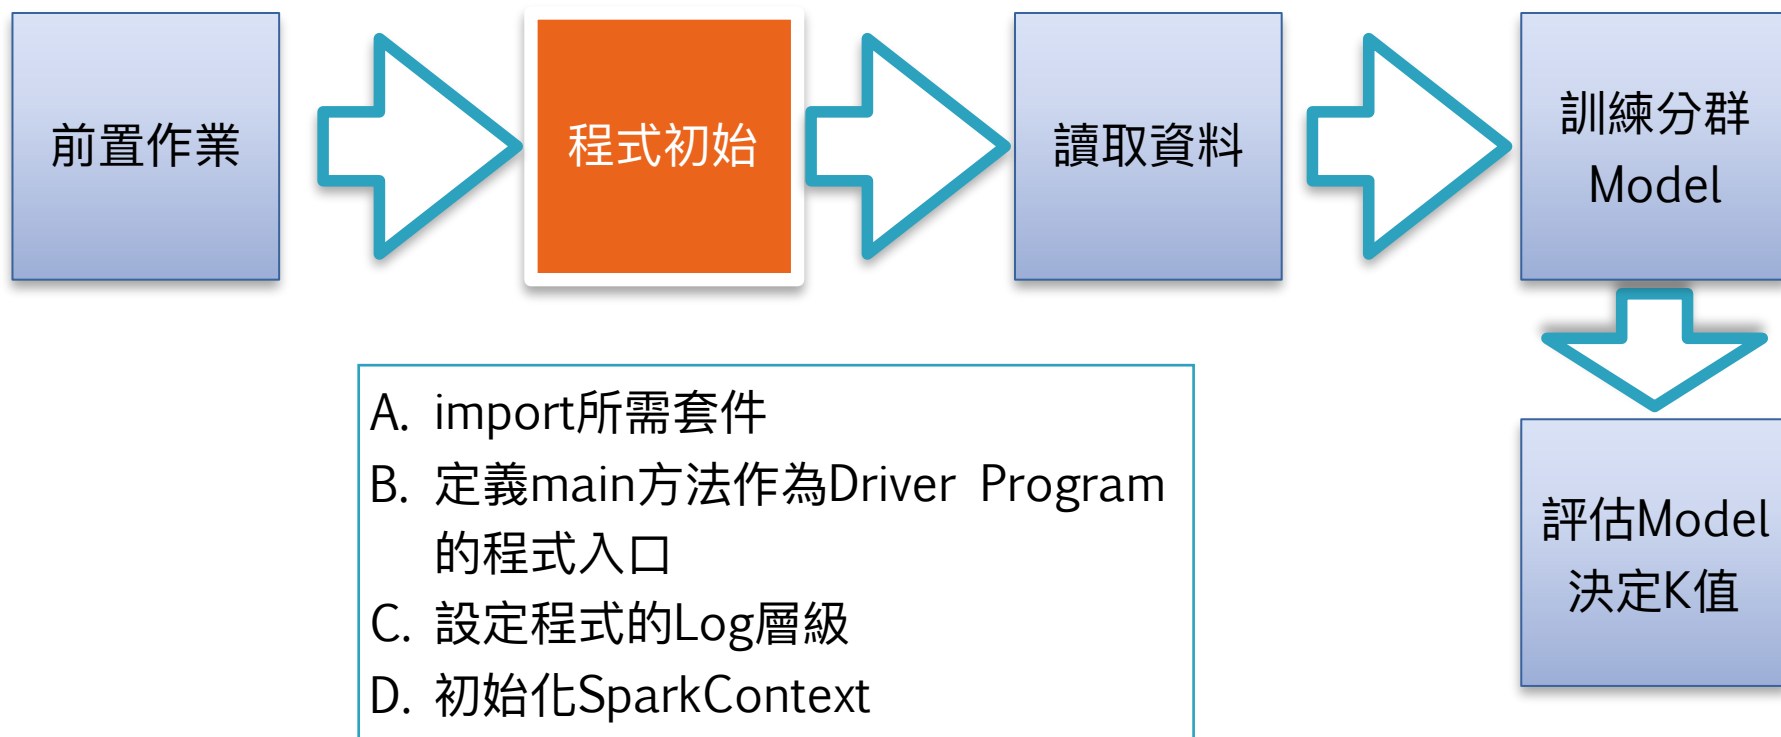 前置作業
程式初始
讀取資料
訓練分群
Model
A. import所需套件
B. 定義main方法作為Driver Program
的程式入口
C. 設定程式的Log層級
D. 初始化SparkContext
評估Model
決定K值